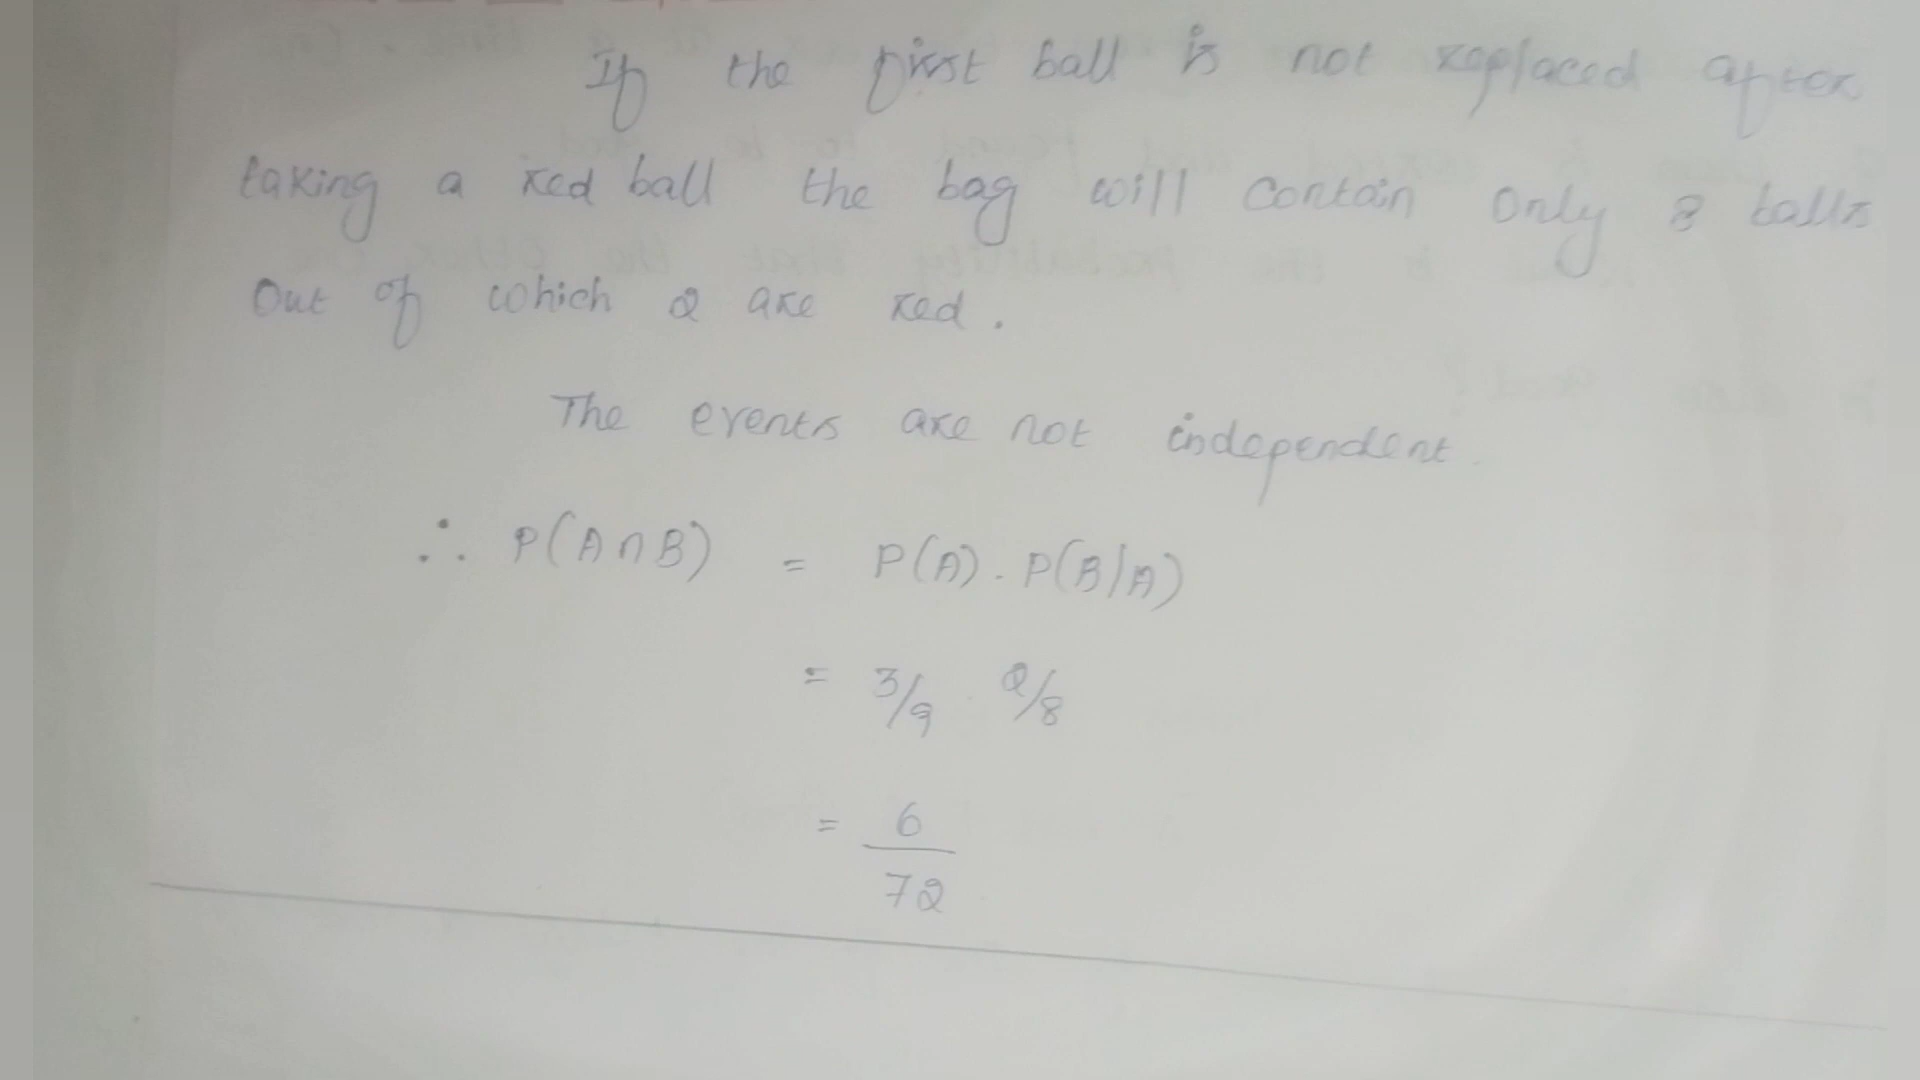 If the first ball is not replaced after
taking a red ball the bag will contain only 8 balls
Out of which 2 are red.
The events are not independent.
∴ P(A∩B) = P(A). P(B/A)
= 3/9 2/8
= 6
72